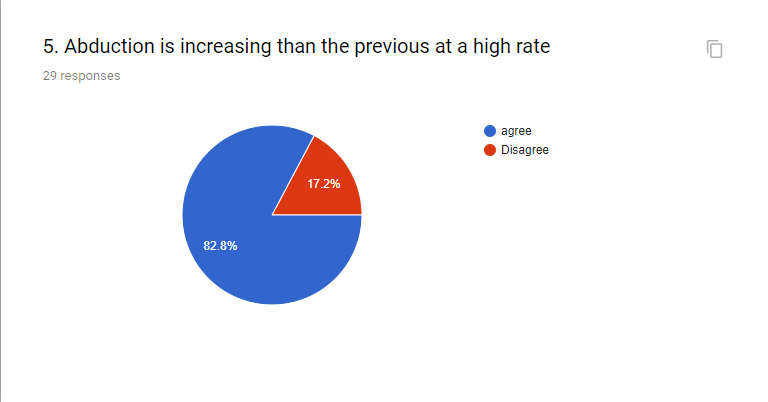 5. Abduction is increasing than the previous at a high rate
29 responses
agree
Disagree
17.2%
82.8%